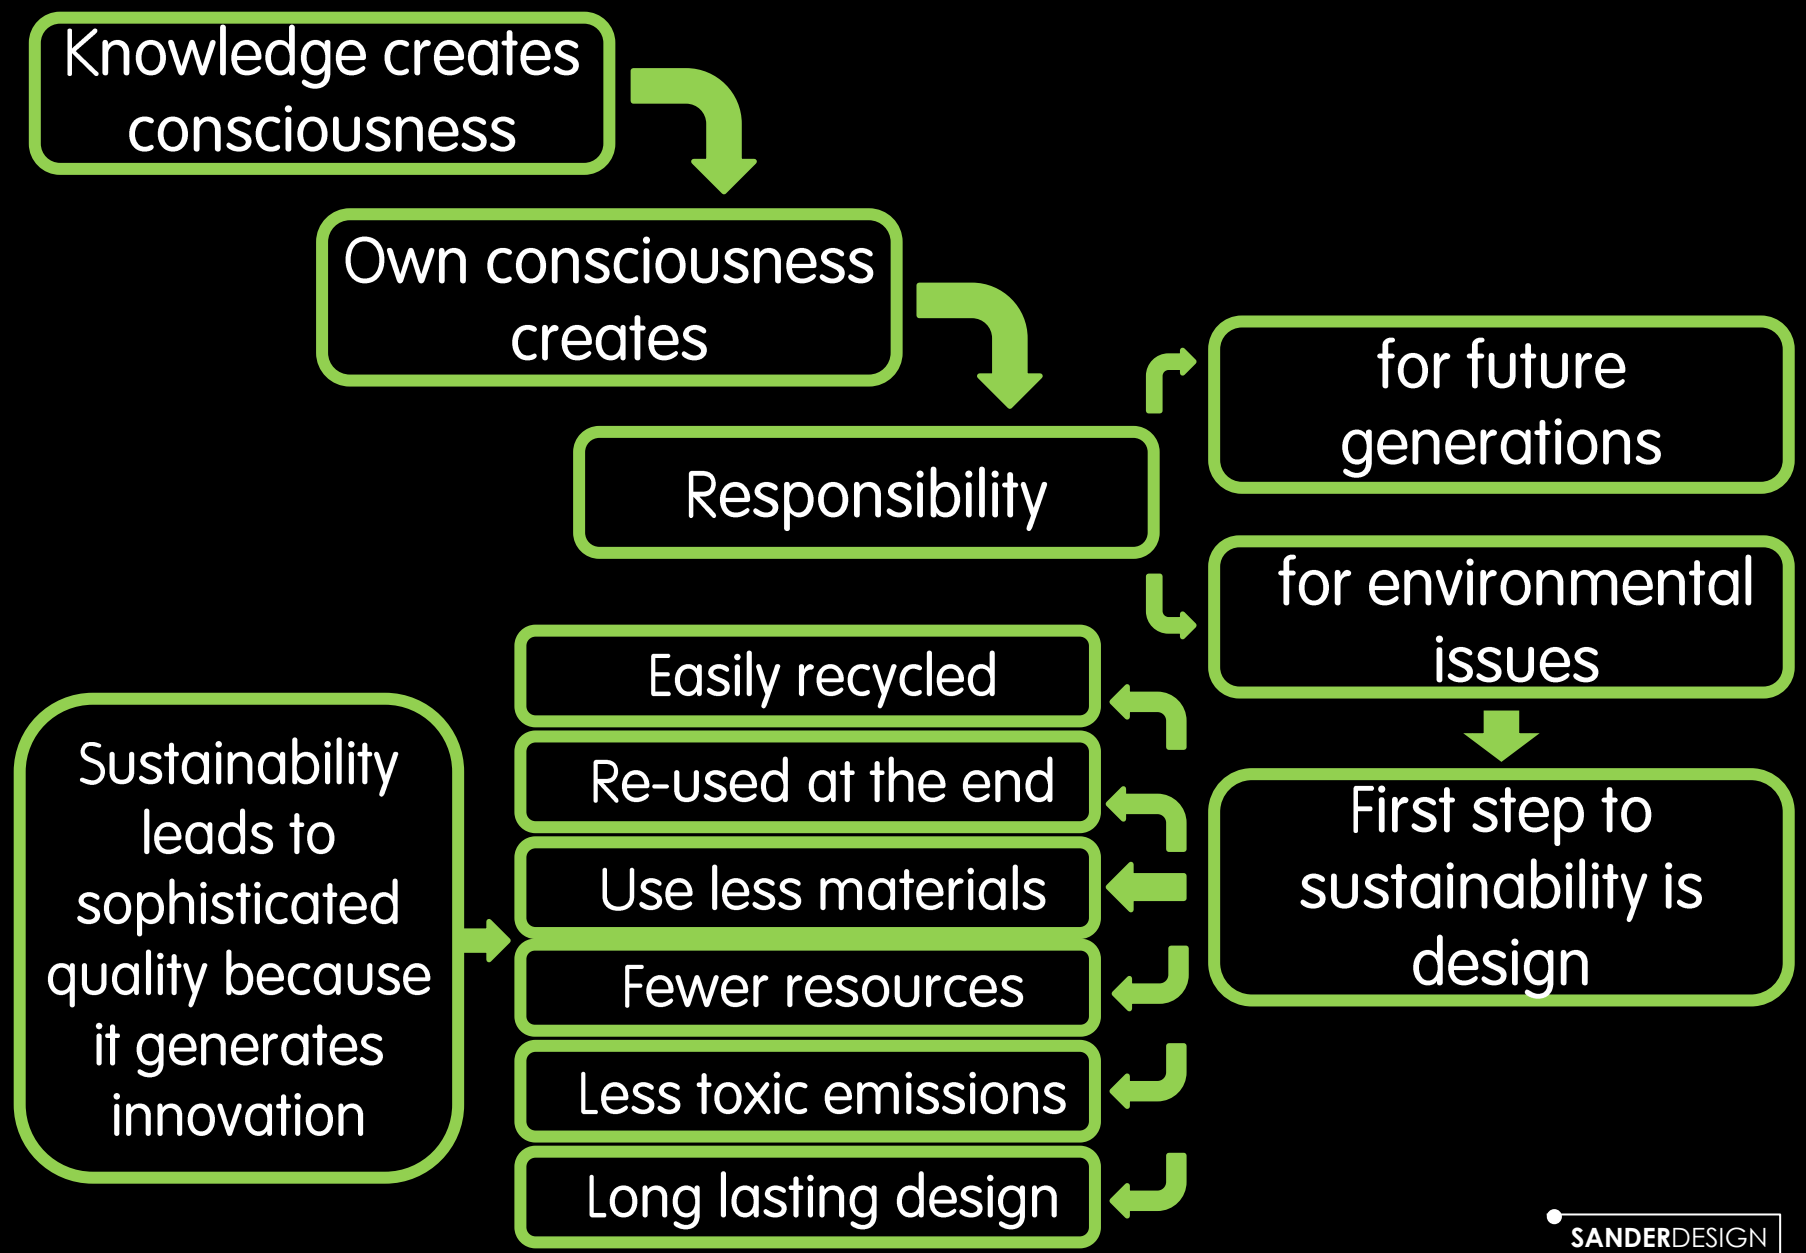 Knowledge creates
consciousness
Own consciousness
creates
Responsibility
for future
generations
for environmental
issues
First step to
sustainability is
design
Easily recycled
Re-used at the end
Use less materials
Fewer resources
Less toxic emissions
Long lasting design
Sustainability
leads to
sophisticated
quality because
it generates
innovation
SANDERDESIGN